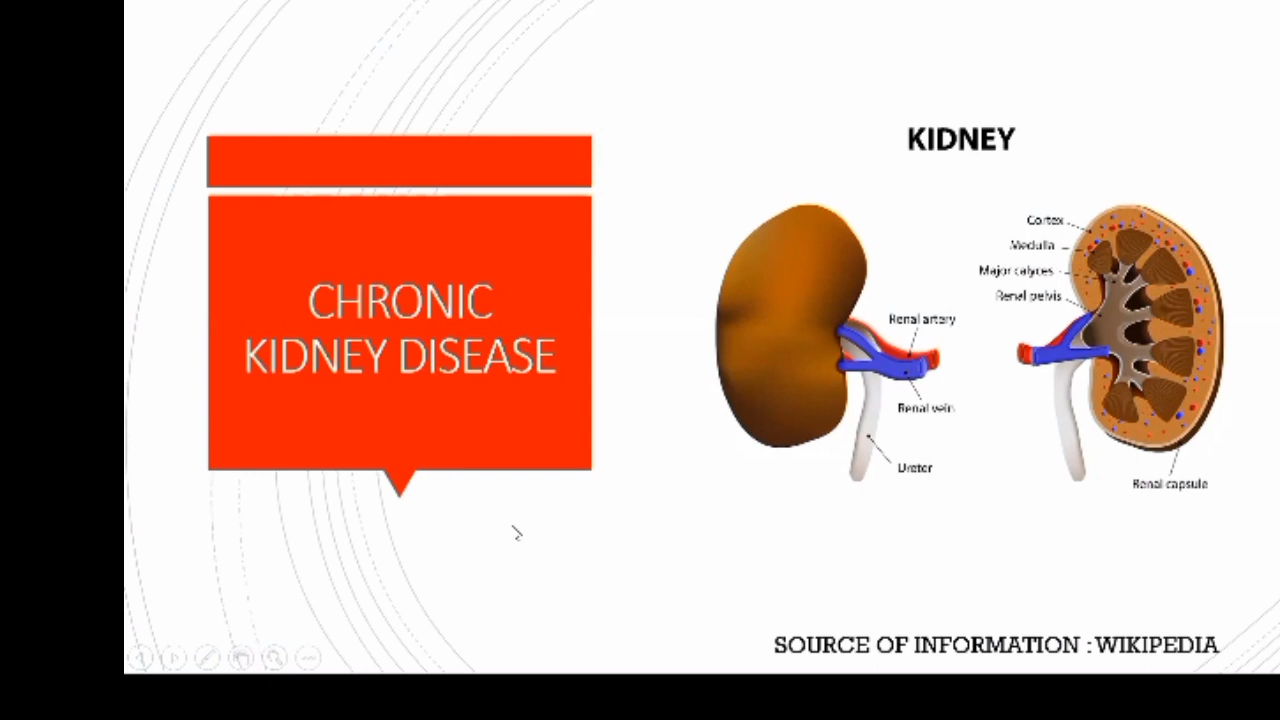 CHRONIC
KIDNEY DISEASE
KIDNEY
Cortex
Medulla
Major calyces
Renal pelvis
Renal artery
Renal vein
Ureter
Renal capsule
SOURCE OF INFORMATION : WIKIPEDIA